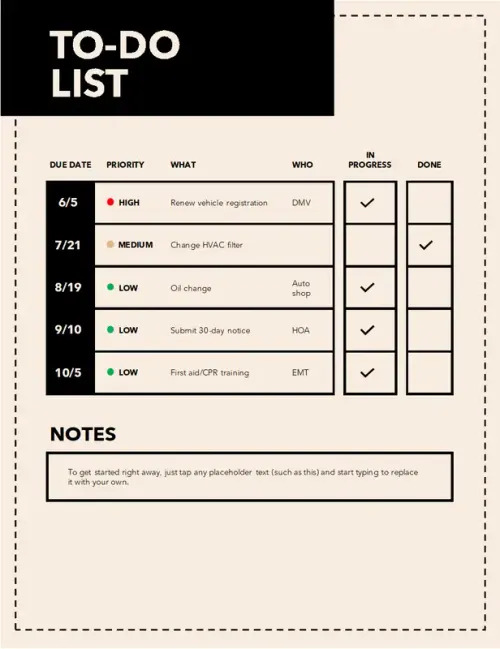 TO-DO
LIST
DUE DATE PRIORITY WHAT WHO IN PROGRESS DONE
6/5 HIGH Renew vehicle registration DMV
7/21 MEDIUM Change HVAC filter
8/19 LOW Oil change Auto shop
9/10 LOW Submit 30-day notice HOA
10/5 LOW First aid/CPR training EMT
NOTES
To get started right away, just tap any placeholder text (such as this) and start typing to replace
it with your own.